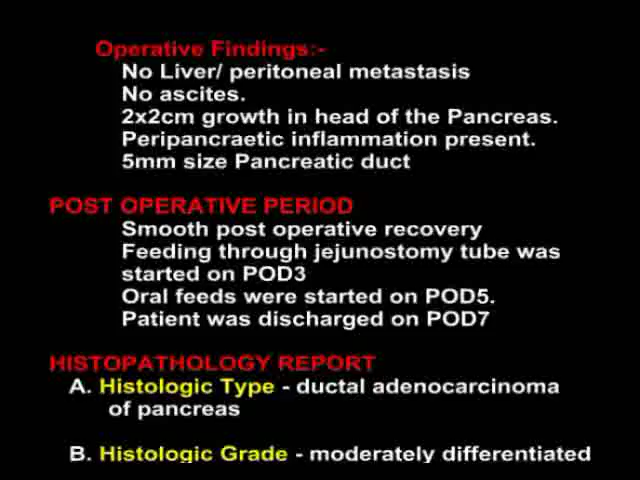 Operative Findings:-
No Liver/ peritoneal metastasis
No ascites.
2x2cm growth in head of the Pancreas.
Peripancraetic inflammation present.
5mm size Pancreatic duct
POST OPERATIVE PERIOD
Smooth post operative recovery
Feeding through jejunostomy tube was
started on POD3
Oral feeds were started on POD5.
Patient was discharged on POD7
HISTOPATHOLOGY REPORT
A. Histologic Type - ductal adenocarcinoma
of pancreas
B. Histologic Grade - moderately differentiated